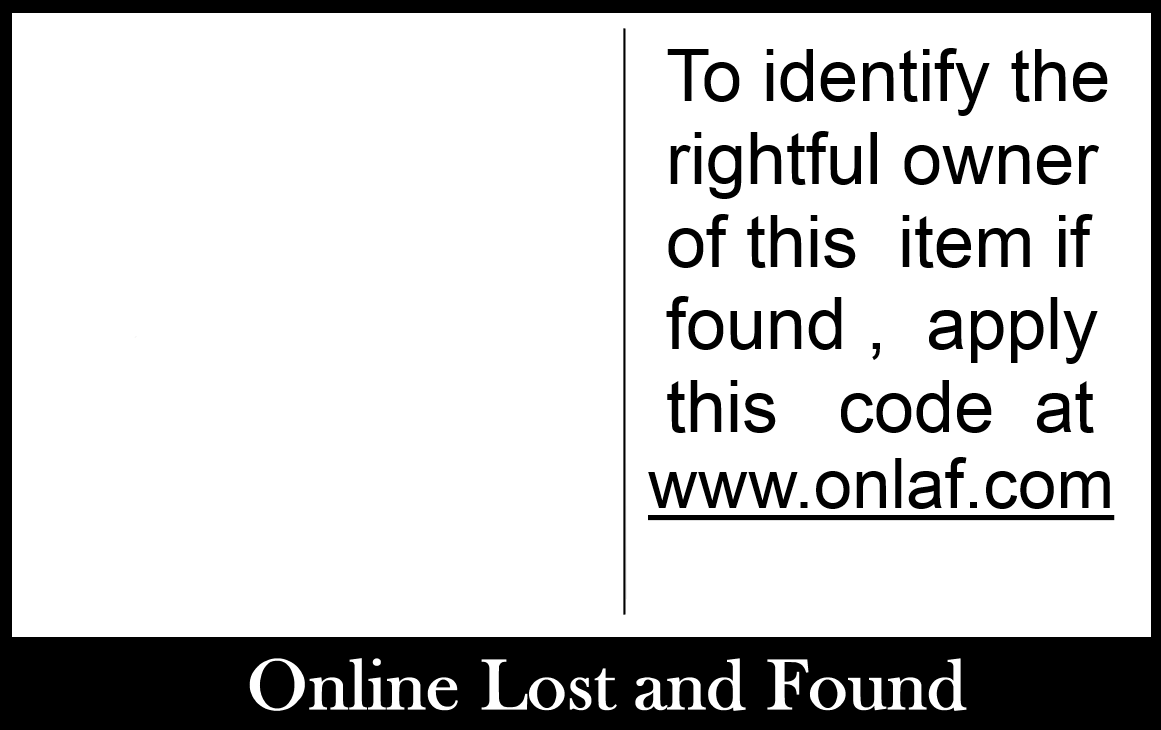 To identify the
rightful owner
of this  item if
found ,  apply
this   code  at
www.onlaf.com
Online Lost and Found